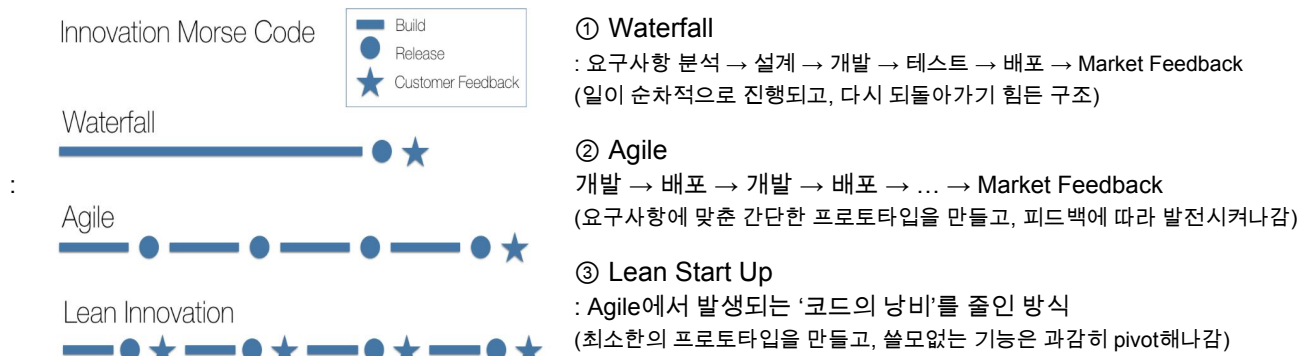 Innovation Morse Code
Build
Release
Customer Feedback
Waterfall
:
Agile
Lean Innovation
① Waterfall
: 요구사항 분석 → 설계 → 개발 → 테스트 → 배포 → Market Feedback
(일이 순차적으로 진행되고, 다시 되돌아가기 힘든 구조)
② Agile
개발 → 배포 → 개발 → 배포 → … → Market Feedback
(요구사항에 맞춘 간단한 프로토타입을 만들고, 피드백에 따라 발전시켜나감)
③ Lean Start Up
: Agile에서 발생되는 ‘코드의 낭비’를 줄인 방식
(최소한의 프로토타입을 만들고, 쓸모없는 기능은 과감히 pivot해나감)